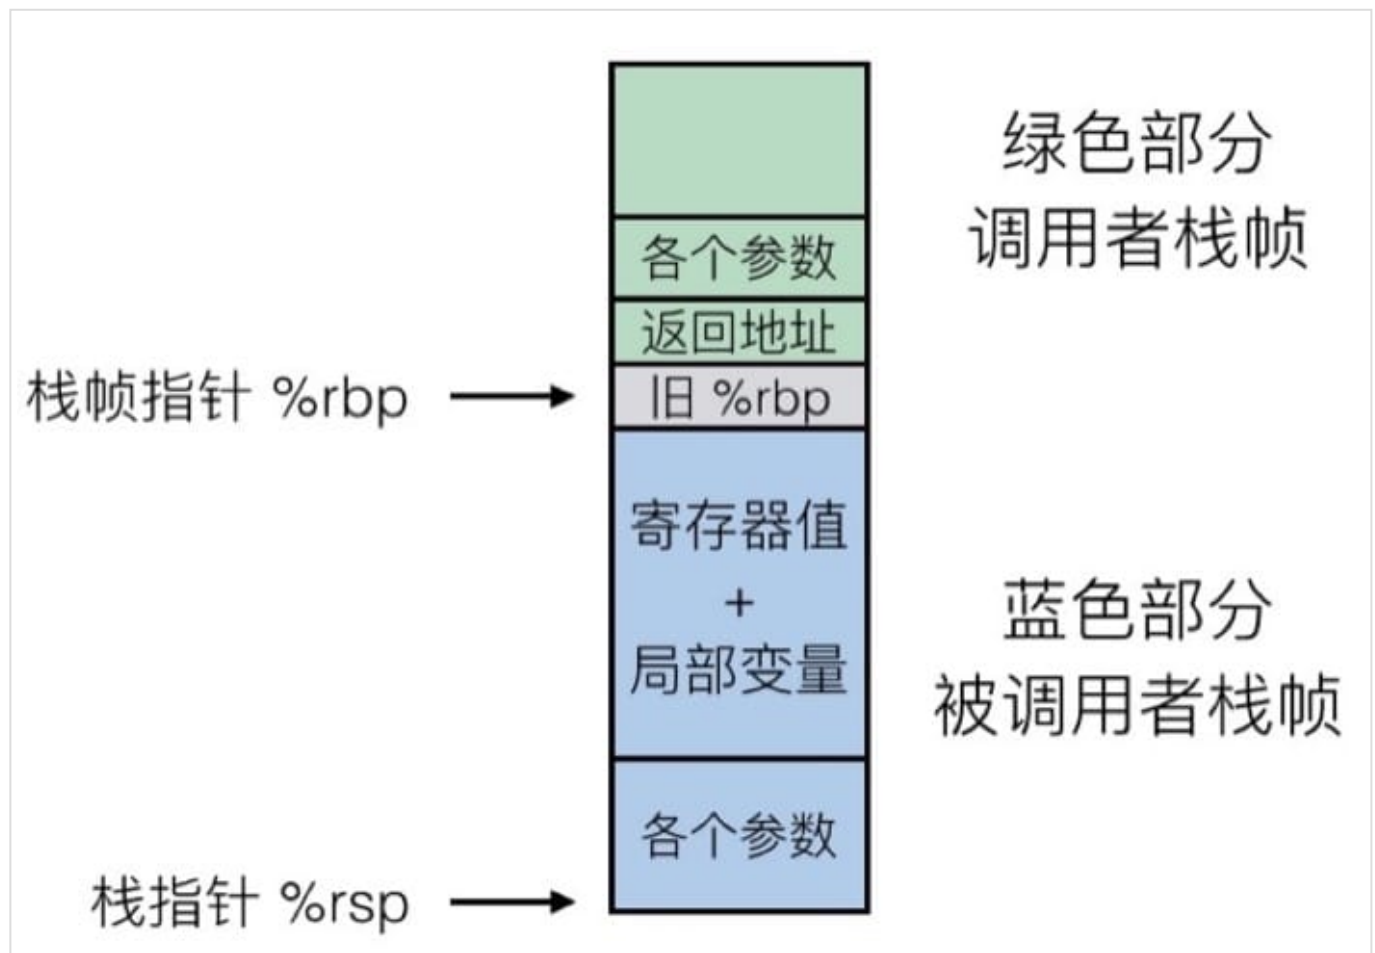 绿色部分
调用者栈帧
各个参数
返回地址
栈帧指针 %rbp
旧 %rbp
寄存器值
+
局部变量
蓝色部分
被调用者栈帧
各个参数
栈指针 %rsp